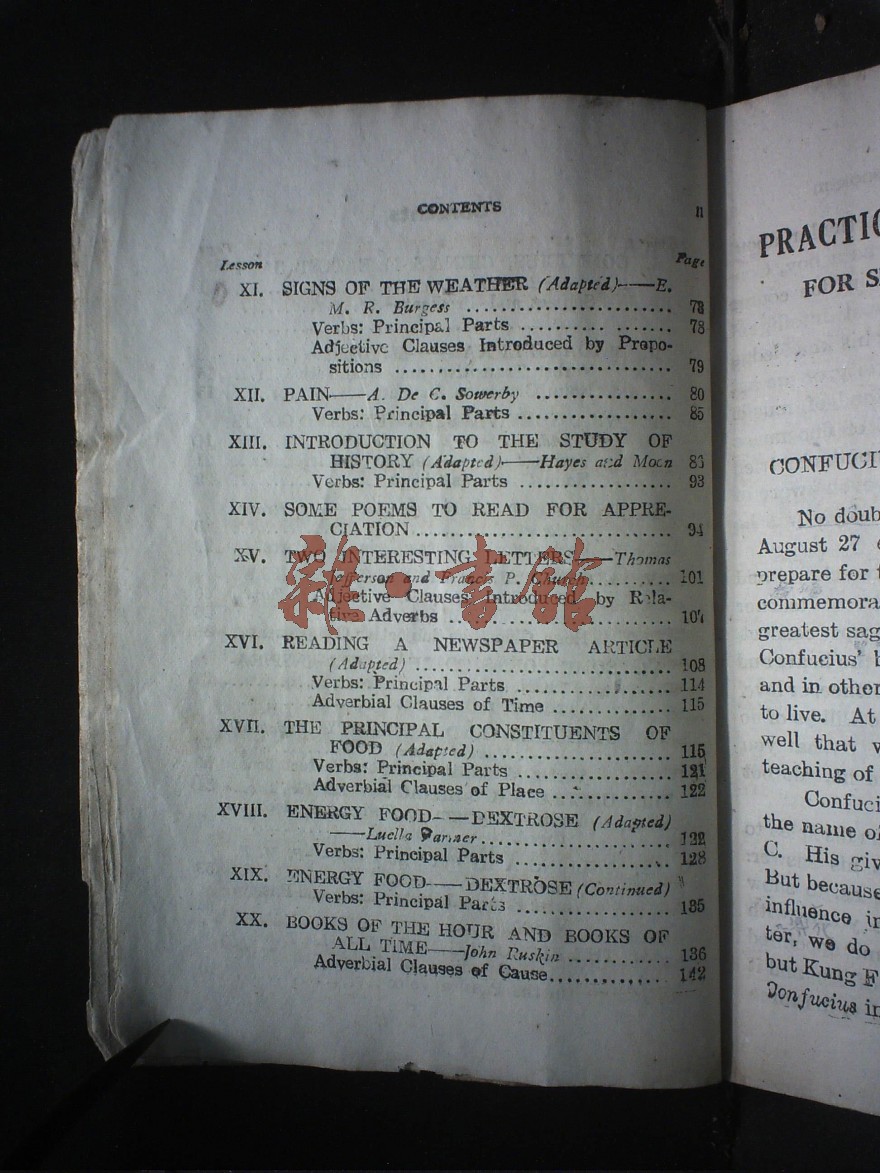 CONTENTS II
Lesson Page
XI. SIGNS OF THE WEATHER (Adapted)——E.
M. R. Burgess ........................ 78
Verbs: Principal Parts .......... ....... 78
Adjective Clauses Introduced by Prepo-
sitions ................................ 79
XII. PAIN——A. De C. Sowerby ................ 80
Verbs: Principal Parts .................. 85
XIII. INTRODUCTION TO THE STUDY OF
HISTORY (Adapted)——Hayes and Moon
Verbs: Principal Parts .................. 93
XIV. SOME POEMS TO READ FOR APPRE-
CIATION .............................. 94
XV. TWO INTERESTING LETTERS——Thomas
Jefferson and Francis P. Church.......... 101
Adjective Clauses Introduced by Rela-
tive Adverbs ..........................
XVI. READING A NEWSPAPER ARTICLE
(Adapted) .............................. 108
Verbs: Principal Parts .................. 114
Adverbial Clauses of Time .............. 115
XVII. THE PRINCIPAL CONSTITUENTS OF
FOOD (Adapted) ...................... 115
Verbs: Principal Parts .................. 121
Adverbial Clauses of Place .............. 122
XVIII. ENERGY FOOD——DEXTROSE (Adapted)
——Luella ........................ 122
Verbs: Principal Parts .................. 128
XIX. ENERGY FOOD——DEXTROSE (Continued)
Verbs: Principal Parts .................. 135
XX. BOOKS OF THE HOUR AND BOOKS OF
ALL TIME——John Ruskin ............ 136
Adverbial Clauses of Cause.............. 142
雜·書館
PRACTIC
FOR S
CONFUCI
No doub
August 27
prepare for
commemora
greatest sag
Confucius' b
and in other
to live. At
well that
teaching of
Confuci
the name of
C. His giv
But because
influence in
ter, we do
but Kung F
Confucius in